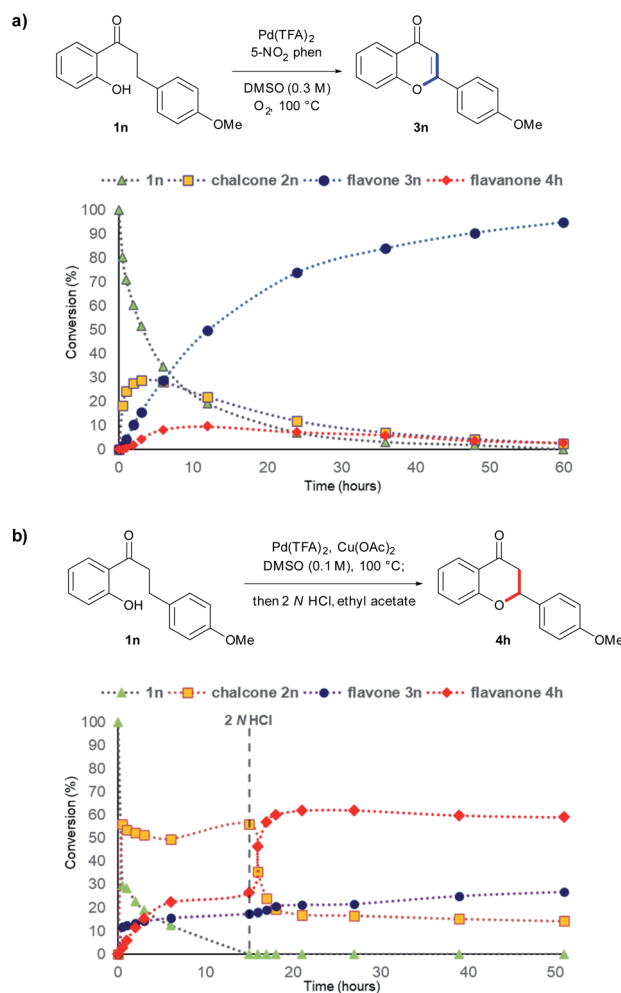 a)
O
OH
OMe
1n
Pd(TFA)2
5-NO2 phen
DMSO (0.3 M)
O2, 100 °C
O
O
OMe
3n
1n chalcone 2n flavone 3n flavanone 4h
Conversion (%)
100
90
80
70
60
50
40
30
20
10
0
0 10 20 30 40 50 60
Time (hours)
b)
O
OH
OMe
1n
Pd(TFA)2, Cu(OAc)2
DMSO (0.1 M), 100 °C;
then 2 N HCl, ethyl acetate
O
O
OMe
4h
1n chalcone 2n flavone 3n flavanone 4h
2 N HCl
Conversion (%)
100
90
80
70
60
50
40
30
20
10
0
0 10 20 30 40 50
Time (hours)